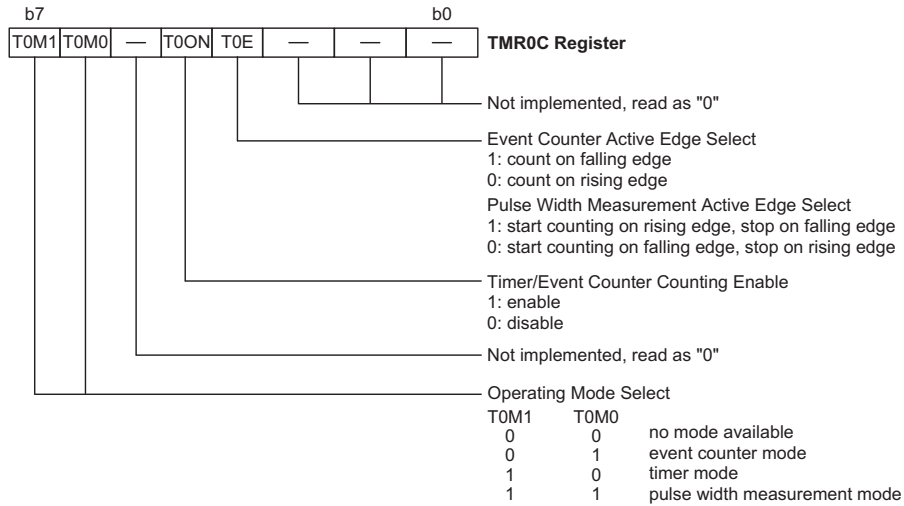 b7 b0
T0M1 T0M0 — T0ON T0E — — — TMR0C Register
Not implemented, read as "0"
Event Counter Active Edge Select
1: count on falling edge
0: count on rising edge
Pulse Width Measurement Active Edge Select
1: start counting on rising edge, stop on falling edge
0: start counting on falling edge, stop on rising edge
Timer/Event Counter Counting Enable
1: enable
0: disable
Not implemented, read as "0"
Operating Mode Select
T0M1 T0M0
0 0 no mode available
0 1 event counter mode
1 0 timer mode
1 1 pulse width measurement mode